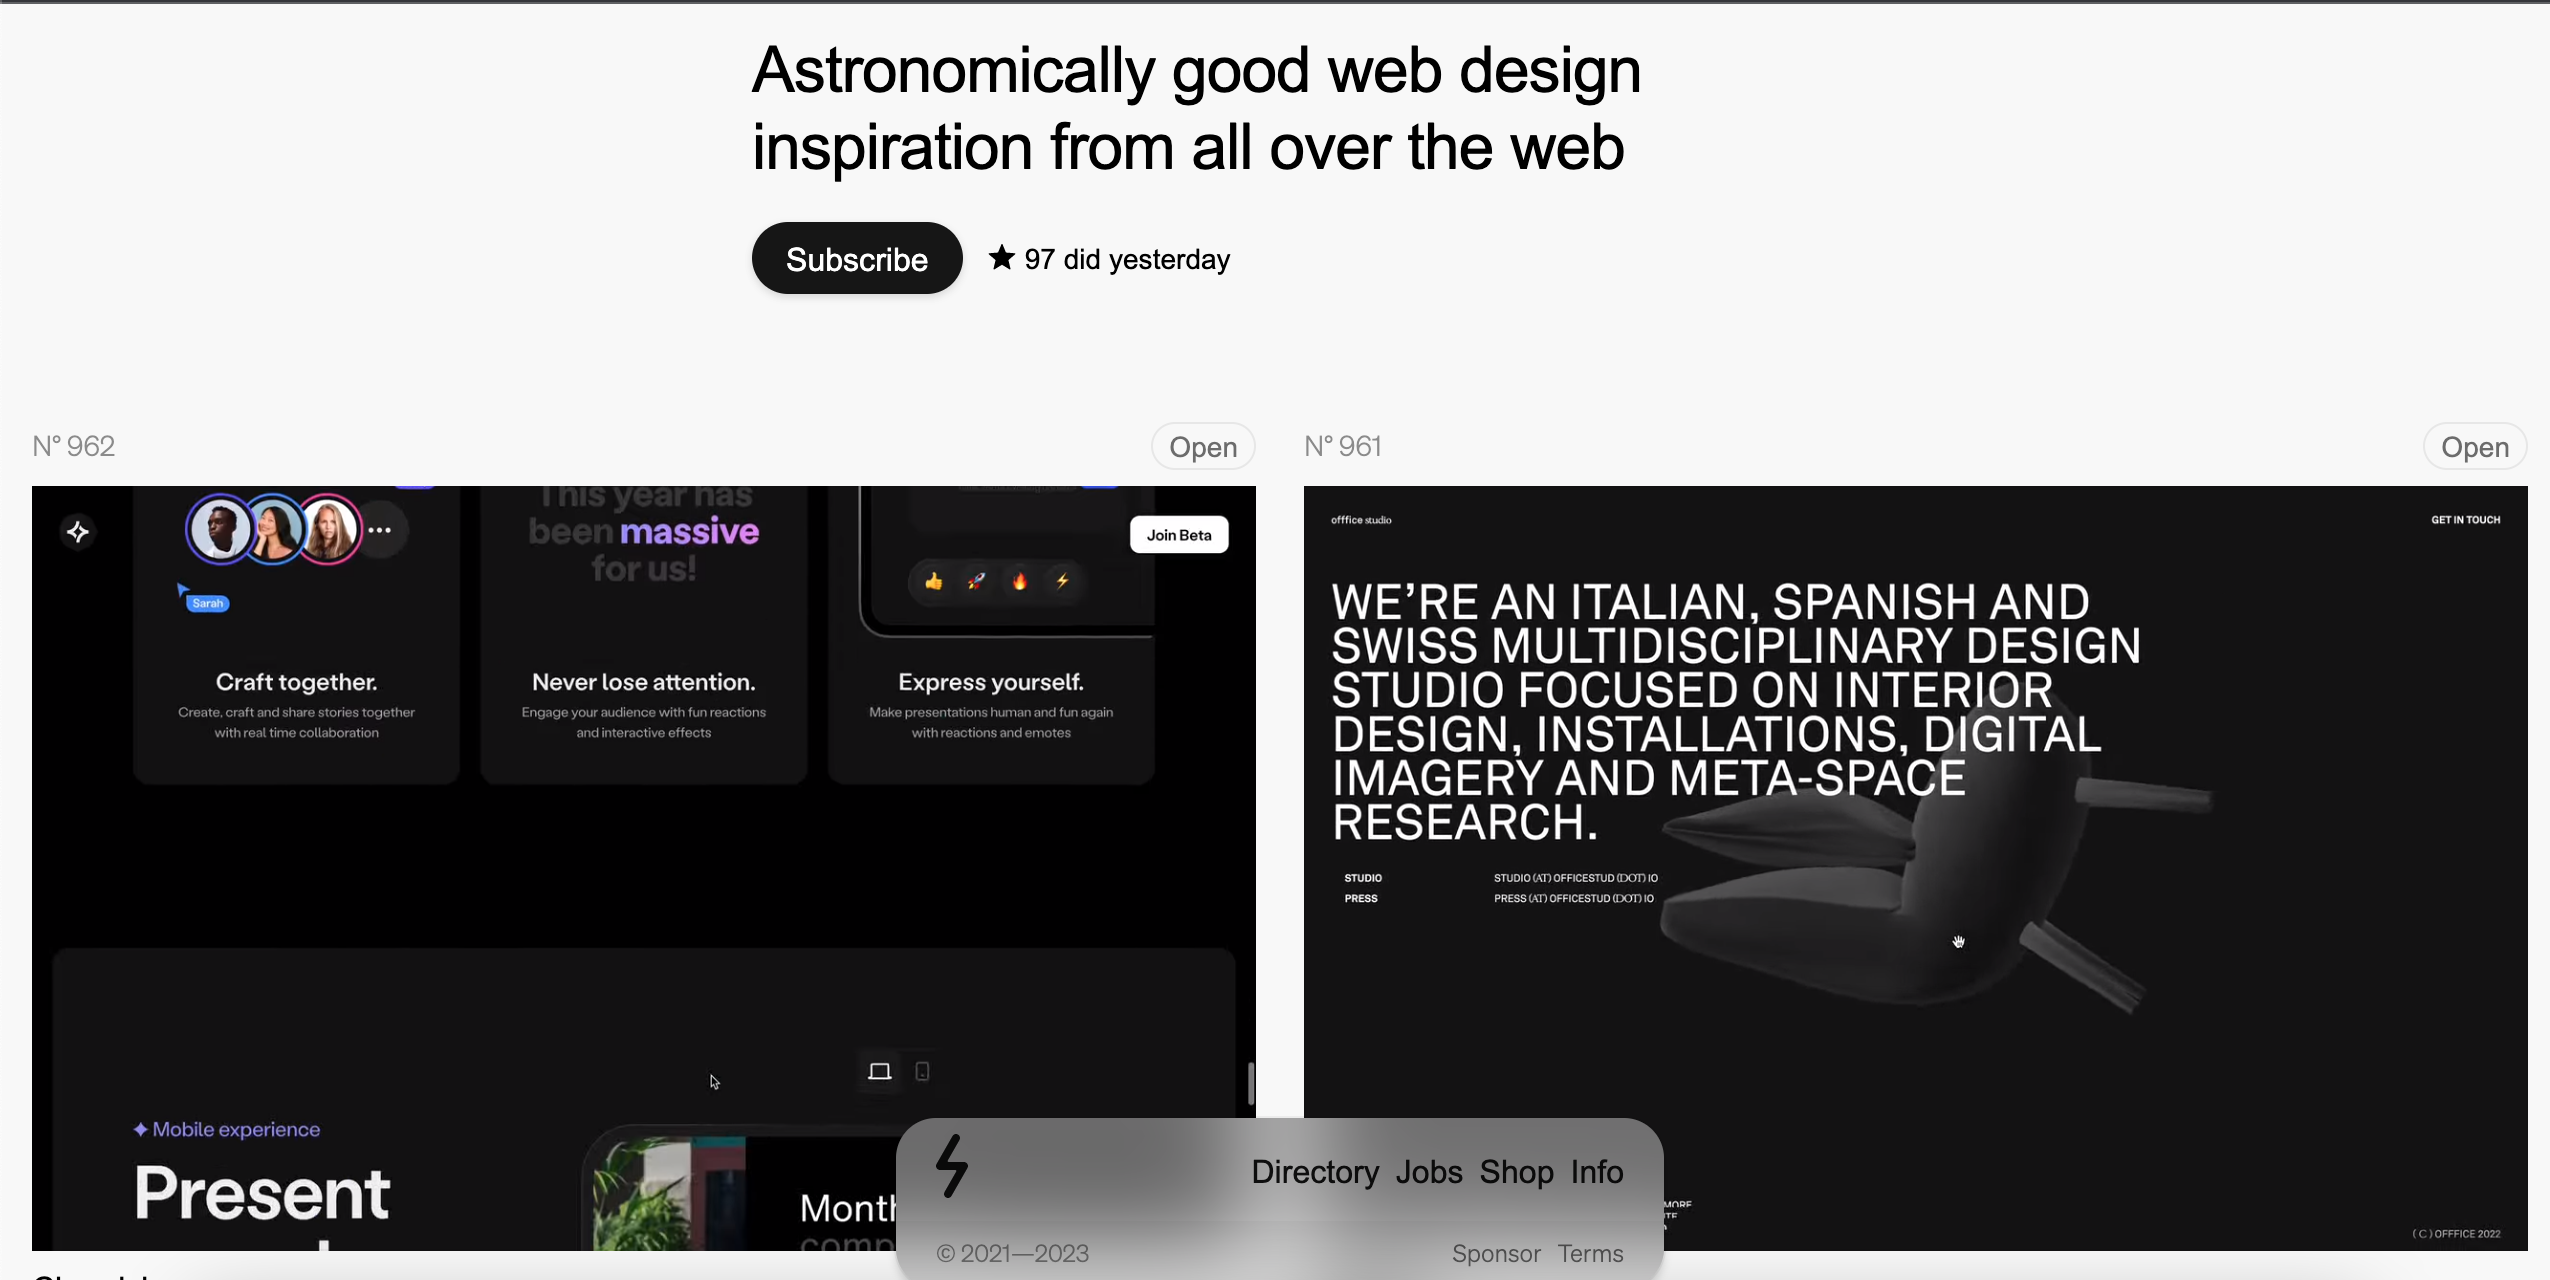 Astronomically good web design
inspiration from all over the web
Subscribe
★ 97 did yesterday
N° 962
Open
This year has
been massive
for us!
Join Beta
Sarah
Craft together.
Create, craft and share stories together
with real time collaboration
Never lose attention.
Engage your audience with fun reactions
and interactive effects
Express yourself.
Make presentations human and fun again
with reactions and emotes
Mobile experience
Present
N° 961
Open
offfice studio
GET IN TOUCH
WE’RE AN ITALIAN, SPANISH AND
SWISS MULTIDISCIPLINARY DESIGN
STUDIO FOCUSED ON INTERIOR
DESIGN, INSTALLATIONS, DIGITAL
IMAGERY AND META-SPACE
RESEARCH.
STUDIO
STUDIO (AT) OFFICESTUD (DOT) IO
PRESS
PRESS (AT) OFFICESTUD (DOT) IO
MORE
(C) OFFFICE 2022
Directory Jobs Shop Info
© 2021—2023
Sponsor Terms